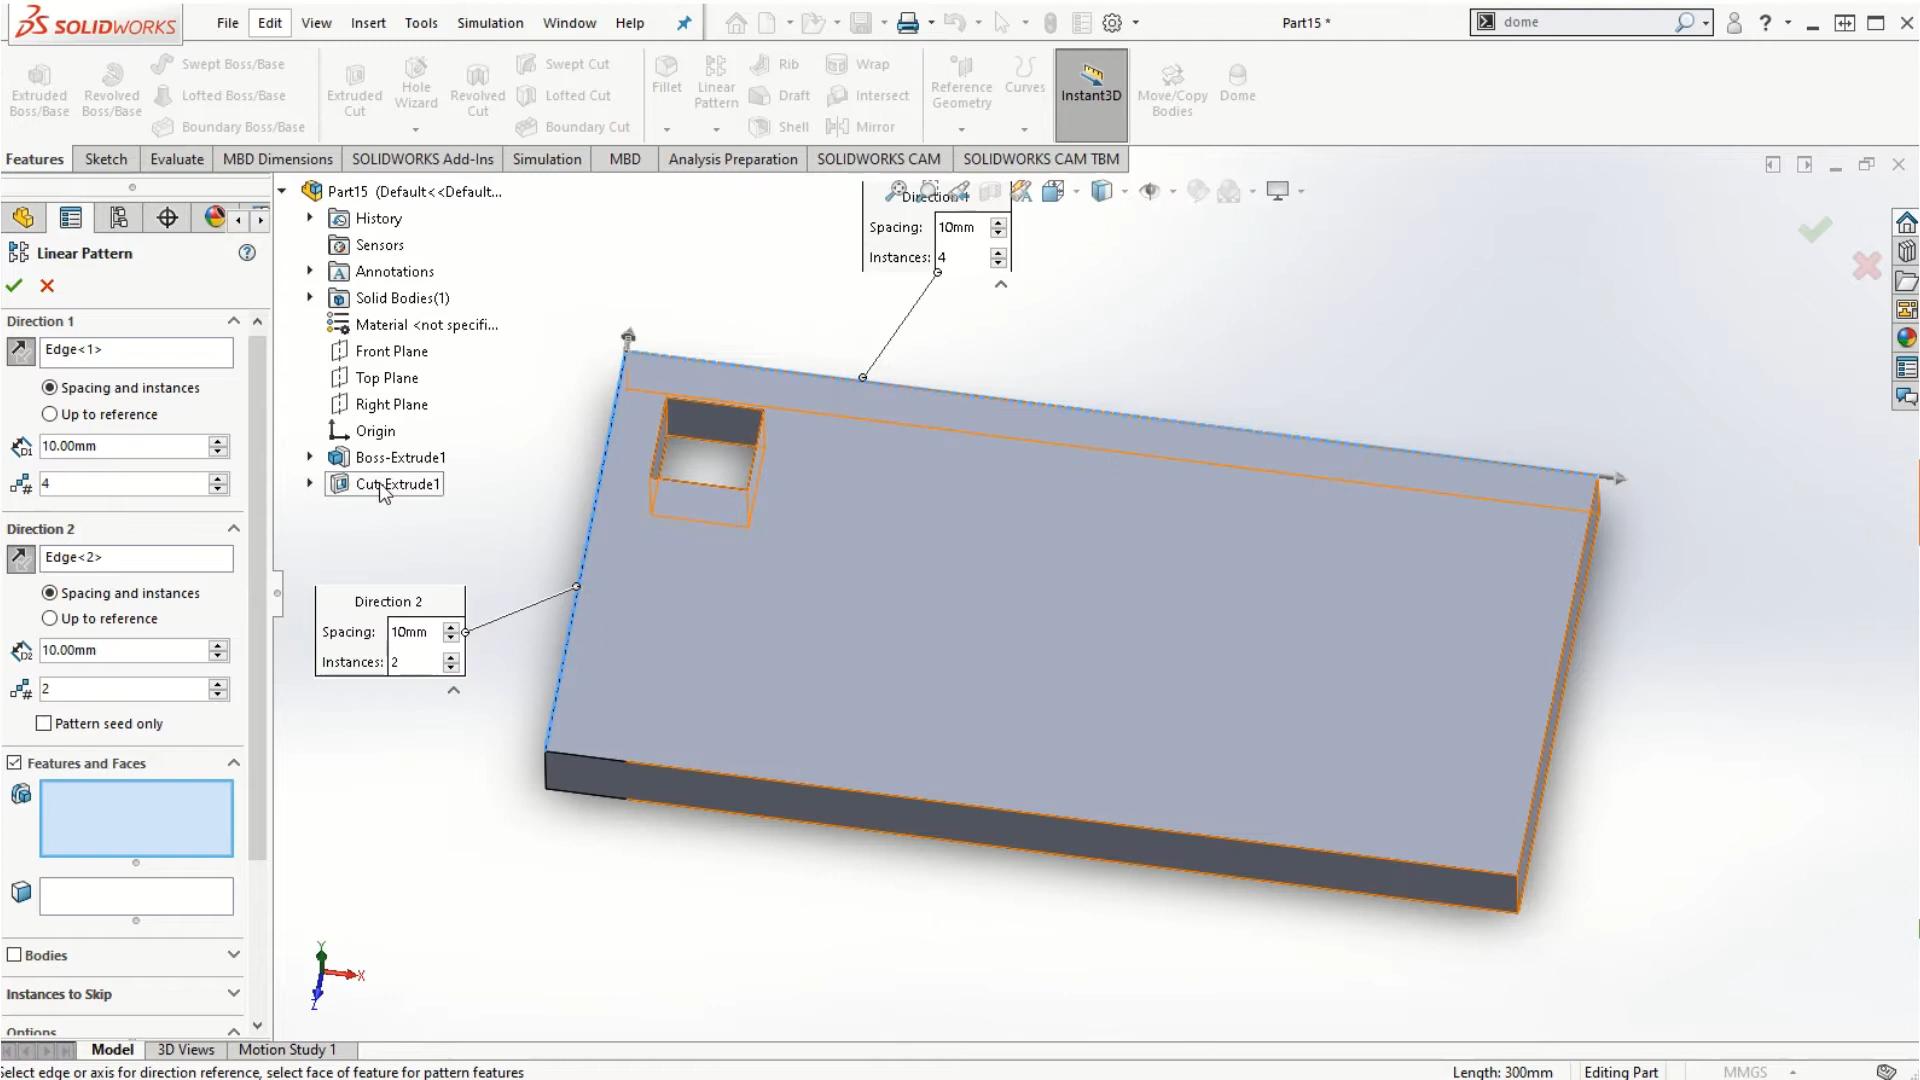 SOLIDWORKS File Edit View Insert Tools Simulation Window Help Part15 * dome
Extruded Boss/Base
Revolved Boss/Base
Swept Boss/Base
Lofted Boss/Base
Boundary Boss/Base
Extruded Cut
Hole Wizard
Revolved Cut
Swept Cut
Lofted Cut
Boundary Cut
Fillet
Linear Pattern
Rib
Draft
Shell
Wrap
Intersect
Mirror
Reference Geometry
Curves
Instant3D
Move/Copy Bodies
Dome
Features Sketch Evaluate MBD Dimensions SOLIDWORKS Add-Ins Simulation MBD Analysis Preparation SOLIDWORKS CAM SOLIDWORKS CAM TBM
Linear Pattern
Direction 1
Edge<1>
Spacing and instances
Up to reference
D1 10.00mm
# 4
Direction 2
Edge<2>
Spacing and instances
Up to reference
D2 10.00mm
# 2
Pattern seed only
Features and Faces
Bodies
Instances to Skip
Options
Part15 (Default<<Default...
History
Sensors
Annotations
Solid Bodies(1)
Material <not specifi...
Front Plane
Top Plane
Right Plane
Origin
Boss-Extrude1
Cut-Extrude1
Direction 1
Spacing: 10mm
Instances: 4
Direction 2
Spacing: 10mm
Instances: 2
Y
X
Z
Model 3D Views Motion Study 1
Select edge or axis for direction reference, select face of feature for pattern features Length: 300mm Editing Part MMGS